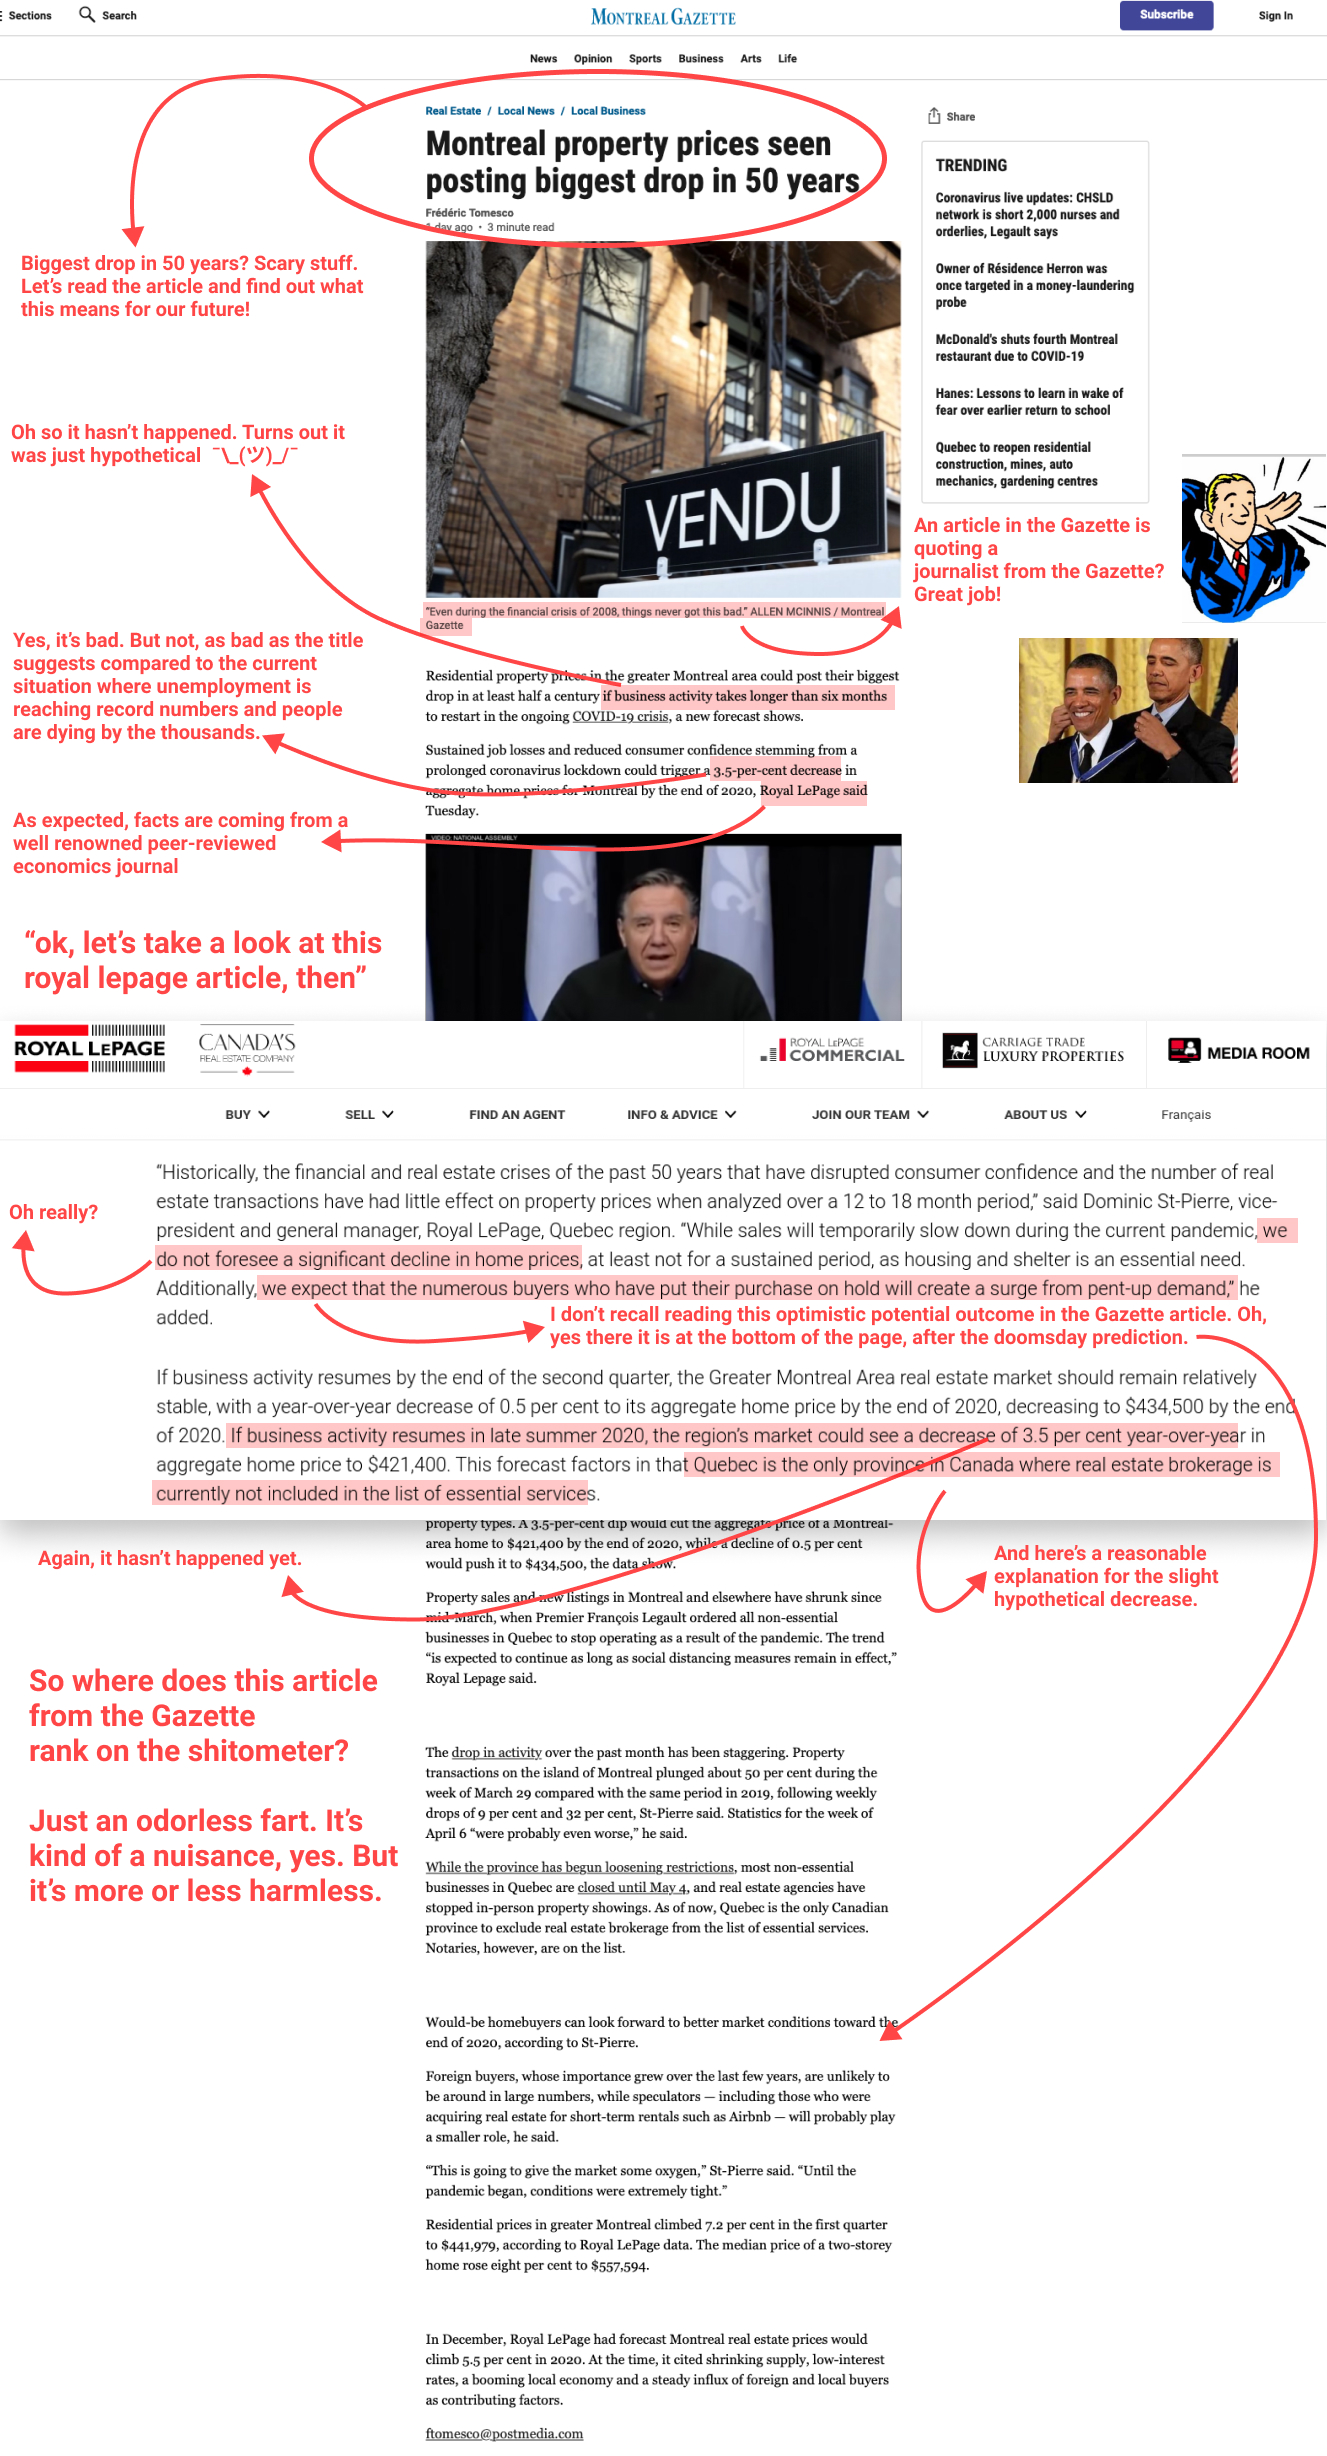 Sections
Search
MONTREAL GAZETTE
Subscribe
Sign In
News
Opinion
Sports
Business
Arts
Life
Real Estate / Local News / Local Business
Montreal property prices seen
posting biggest drop in 50 years
Frédéric Tomesco
1 day ago • 3 minute read
Share
TRENDING
Coronavirus live updates: CHSLD
network is short 2,000 nurses and
orderlies, Legault says
Owner of Résidence Herron was
once targeted in a money-laundering
probe
McDonald's shuts fourth Montreal
restaurant due to COVID-19
Hanes: Lessons to learn in wake of
fear over earlier return to school
Quebec to reopen residential
construction, mines, auto
mechanics, gardening centres
Biggest drop in 50 years? Scary stuff.
Let's read the article and find out what
this means for our future!
Oh so it hasn't happened. Turns out it
was just hypothetical ¯\_(ツ)_/¯
VENDU
An article in the Gazette is
quoting a
journalist from the Gazette?
Great job!
"Even during the financial crisis of 2008, things never got this bad." ALLEN MCINNIS / Montreal
Gazette
Yes, it's bad. But not, as bad as the title
suggests compared to the current
situation where unemployment is
reaching record numbers and people
are dying by the thousands.
Residential property prices in the greater Montreal area could post their biggest
drop in at least half a century if business activity takes longer than six months
to restart in the ongoing COVID-19 crisis, a new forecast shows.
Sustained job losses and reduced consumer confidence stemming from a
prolonged coronavirus lockdown could trigger a 3.5-per-cent decrease in
aggregate home prices for Montreal by the end of 2020, Royal LePage said
Tuesday.
As expected, facts are coming from a
well renowned peer-reviewed
economics journal
VIDEO: NATIONAL ASSEMBLY
“ok, let’s take a look at this
royal lepage article, then”
ROYAL LEPAGE
CANADA'S
REAL ESTATE COMPANY
ROYAL LEPAGE
COMMERCIAL
CARRIAGE TRADE
LUXURY PROPERTIES
MEDIA ROOM
BUY
SELL
FIND AN AGENT
INFO & ADVICE
JOIN OUR TEAM
ABOUT US
Français
“Historically, the financial and real estate crises of the past 50 years that have disrupted consumer confidence and the number of real
estate transactions have had little effect on property prices when analyzed over a 12 to 18 month period,” said Dominic St-Pierre, vice-
president and general manager, Royal LePage, Quebec region. “While sales will temporarily slow down during the current pandemic, we
do not foresee a significant decline in home prices, at least not for a sustained period, as housing and shelter is an essential need.
Additionally, we expect that the numerous buyers who have put their purchase on hold will create a surge from pent-up demand,” he
added.
Oh really?
I don't recall reading this optimistic potential outcome in the Gazette article. Oh,
yes there it is at the bottom of the page, after the doomsday prediction.
If business activity resumes by the end of the second quarter, the Greater Montreal Area real estate market should remain relatively
stable, with a year-over-year decrease of 0.5 per cent to its aggregate home price by the end of 2020, decreasing to $434,500 by the end
of 2020. If business activity resumes in late summer 2020, the region’s market could see a decrease of 3.5 per cent year-over-year in
aggregate home price to $421,400. This forecast factors in that Quebec is the only province in Canada where real estate brokerage is
currently not included in the list of essential services.
property types. A 3.5-per-cent dip would cut the aggregate price of a Montreal-
area home to $421,400 by the end of 2020, while a decline of 0.5 per cent
would push it to $434,500, the data show.
Again, it hasn't happened yet.
And here's a reasonable
explanation for the slight
hypothetical decrease.
Property sales and new listings in Montreal and elsewhere have shrunk since
mid-March, when Premier François Legault ordered all non-essential
businesses in Quebec to stop operating as a result of the pandemic. The trend
“is expected to continue as long as social distancing measures remain in effect,”
Royal Lepage said.
So where does this article
from the Gazette
rank on the shitometer?
Just an odorless fart. It's
kind of a nuisance, yes. But
it's more or less harmless.
The drop in activity over the past month has been staggering. Property
transactions on the island of Montreal plunged about 50 per cent during the
week of March 29 compared with the same period in 2019, following weekly
drops of 9 per cent and 32 per cent, St-Pierre said. Statistics for the week of
April 6 “were probably even worse,” he said.
While the province has begun loosening restrictions, most non-essential
businesses in Quebec are closed until May 4, and real estate agencies have
stopped in-person property showings. As of now, Quebec is the only Canadian
province to exclude real estate brokerage from the list of essential services.
Notaries, however, are on the list.
Would-be homebuyers can look forward to better market conditions toward the
end of 2020, according to St-Pierre.
Foreign buyers, whose importance grew over the last few years, are unlikely to
be around in large numbers, while speculators — including those who were
acquiring real estate for short-term rentals such as Airbnb — will probably play
a smaller role, he said.
“This is going to give the market some oxygen,” St-Pierre said. “Until the
pandemic began, conditions were extremely tight.”
Residential prices in greater Montreal climbed 7.2 per cent in the first quarter
to $441,979, according to Royal LePage data. The median price of a two-storey
home rose eight per cent to $557,594.
In December, Royal LePage had forecast Montreal real estate prices would
climb 5.5 per cent in 2020. At the time, it cited shrinking supply, low-interest
rates, a booming local economy and a steady influx of foreign and local buyers
as contributing factors.
ftomesco@postmedia.com